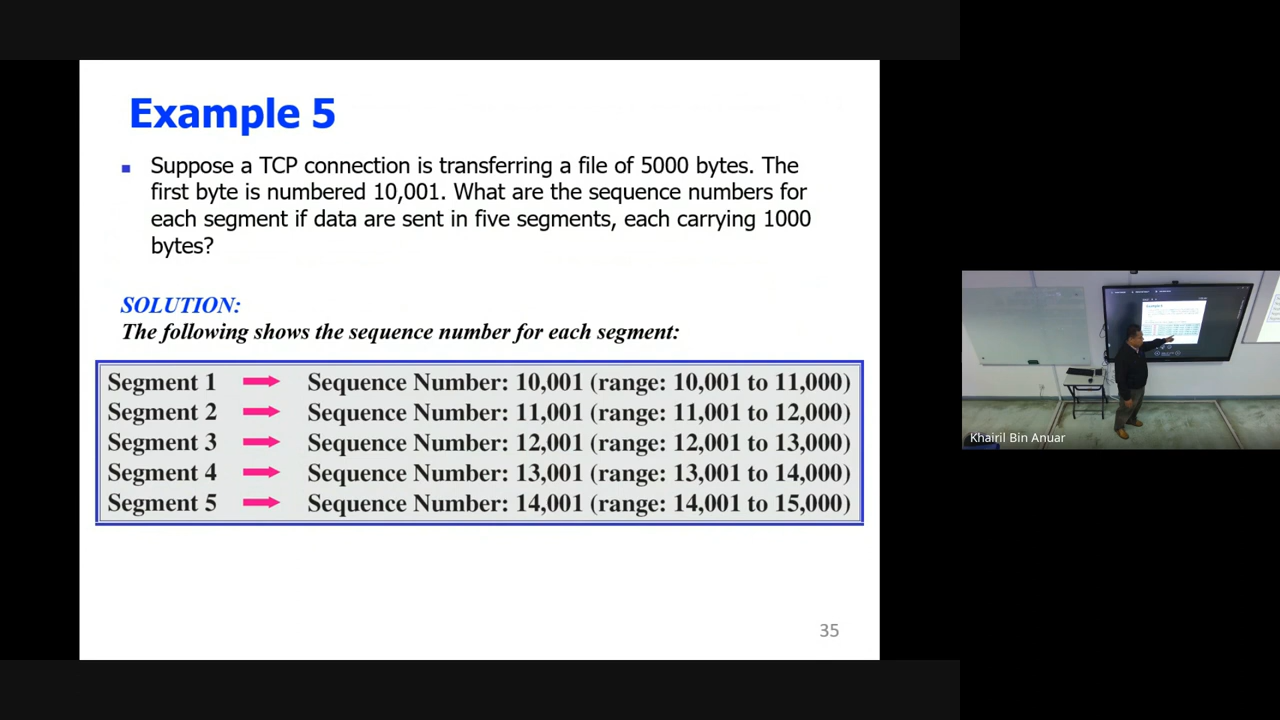 Example 5
Suppose a TCP connection is transferring a file of 5000 bytes. The
first byte is numbered 10,001. What are the sequence numbers for
each segment if data are sent in five segments, each carrying 1000
bytes?
SOLUTION:
The following shows the sequence number for each segment:
Segment 1 → Sequence Number: 10,001 (range: 10,001 to 11,000)
Segment 2 → Sequence Number: 11,001 (range: 11,001 to 12,000)
Segment 3 → Sequence Number: 12,001 (range: 12,001 to 13,000)
Segment 4 → Sequence Number: 13,001 (range: 13,001 to 14,000)
Segment 5 → Sequence Number: 14,001 (range: 14,001 to 15,000)
35
Khairil Bin Anuar